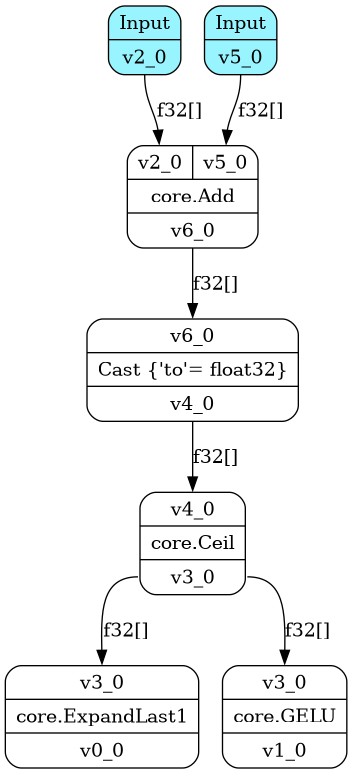 Input
v2_0
Input
v5_0
f32[]
f32[]
v2_0
v5_0
core.Add
v6_0
f32[]
v6_0
Cast {'to'= float32}
v4_0
f32[]
v4_0
core.Ceil
v3_0
f32[]
f32[]
v3_0
core.ExpandLast1
v0_0
v3_0
core.GELU
v1_0